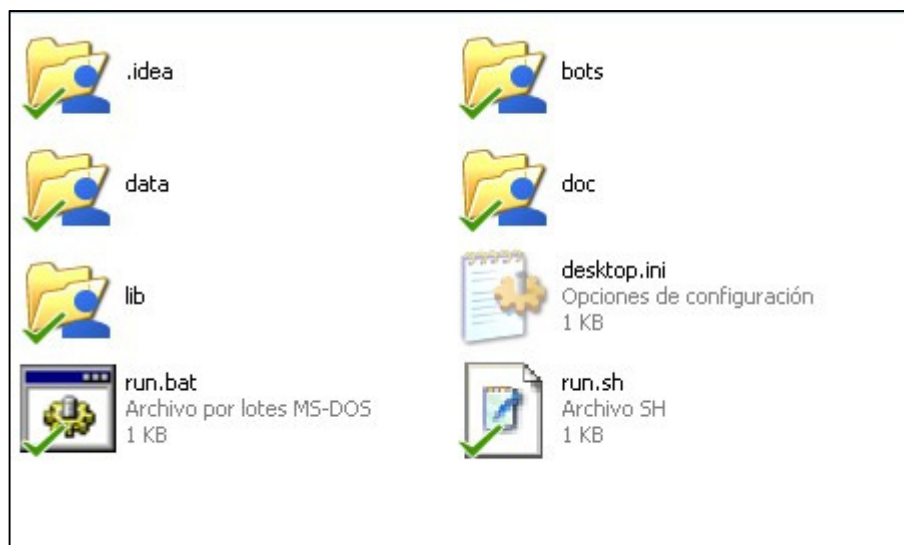 .idea
bots
data
doc
lib
desktop.ini
Opciones de configuración
1 KB
run.bat
Archivo por lotes MS-DOS
1 KB
run.sh
Archivo SH
1 KB